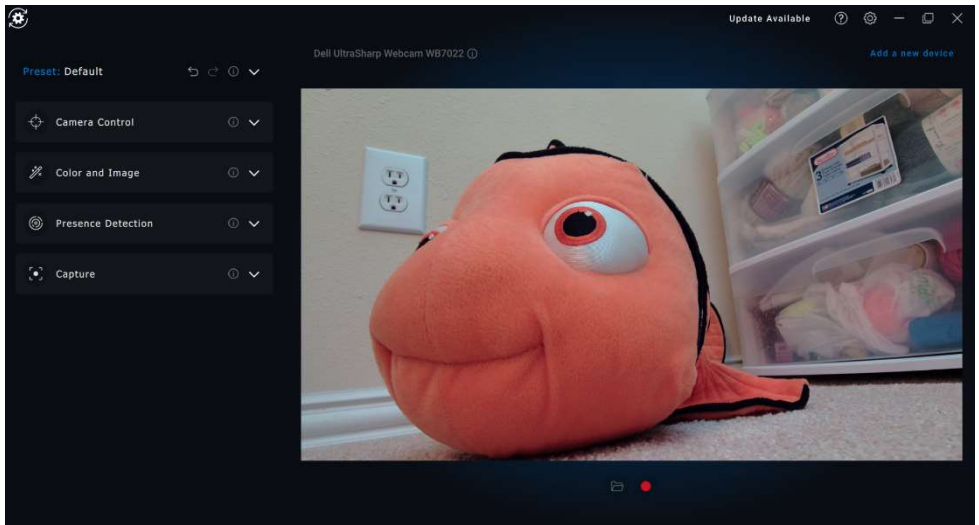 Update Available
Dell UltraSharp Webcam WB7022
Add a new device
Preset: Default
Camera Control
Color and Image
Presence Detection
Capture
3